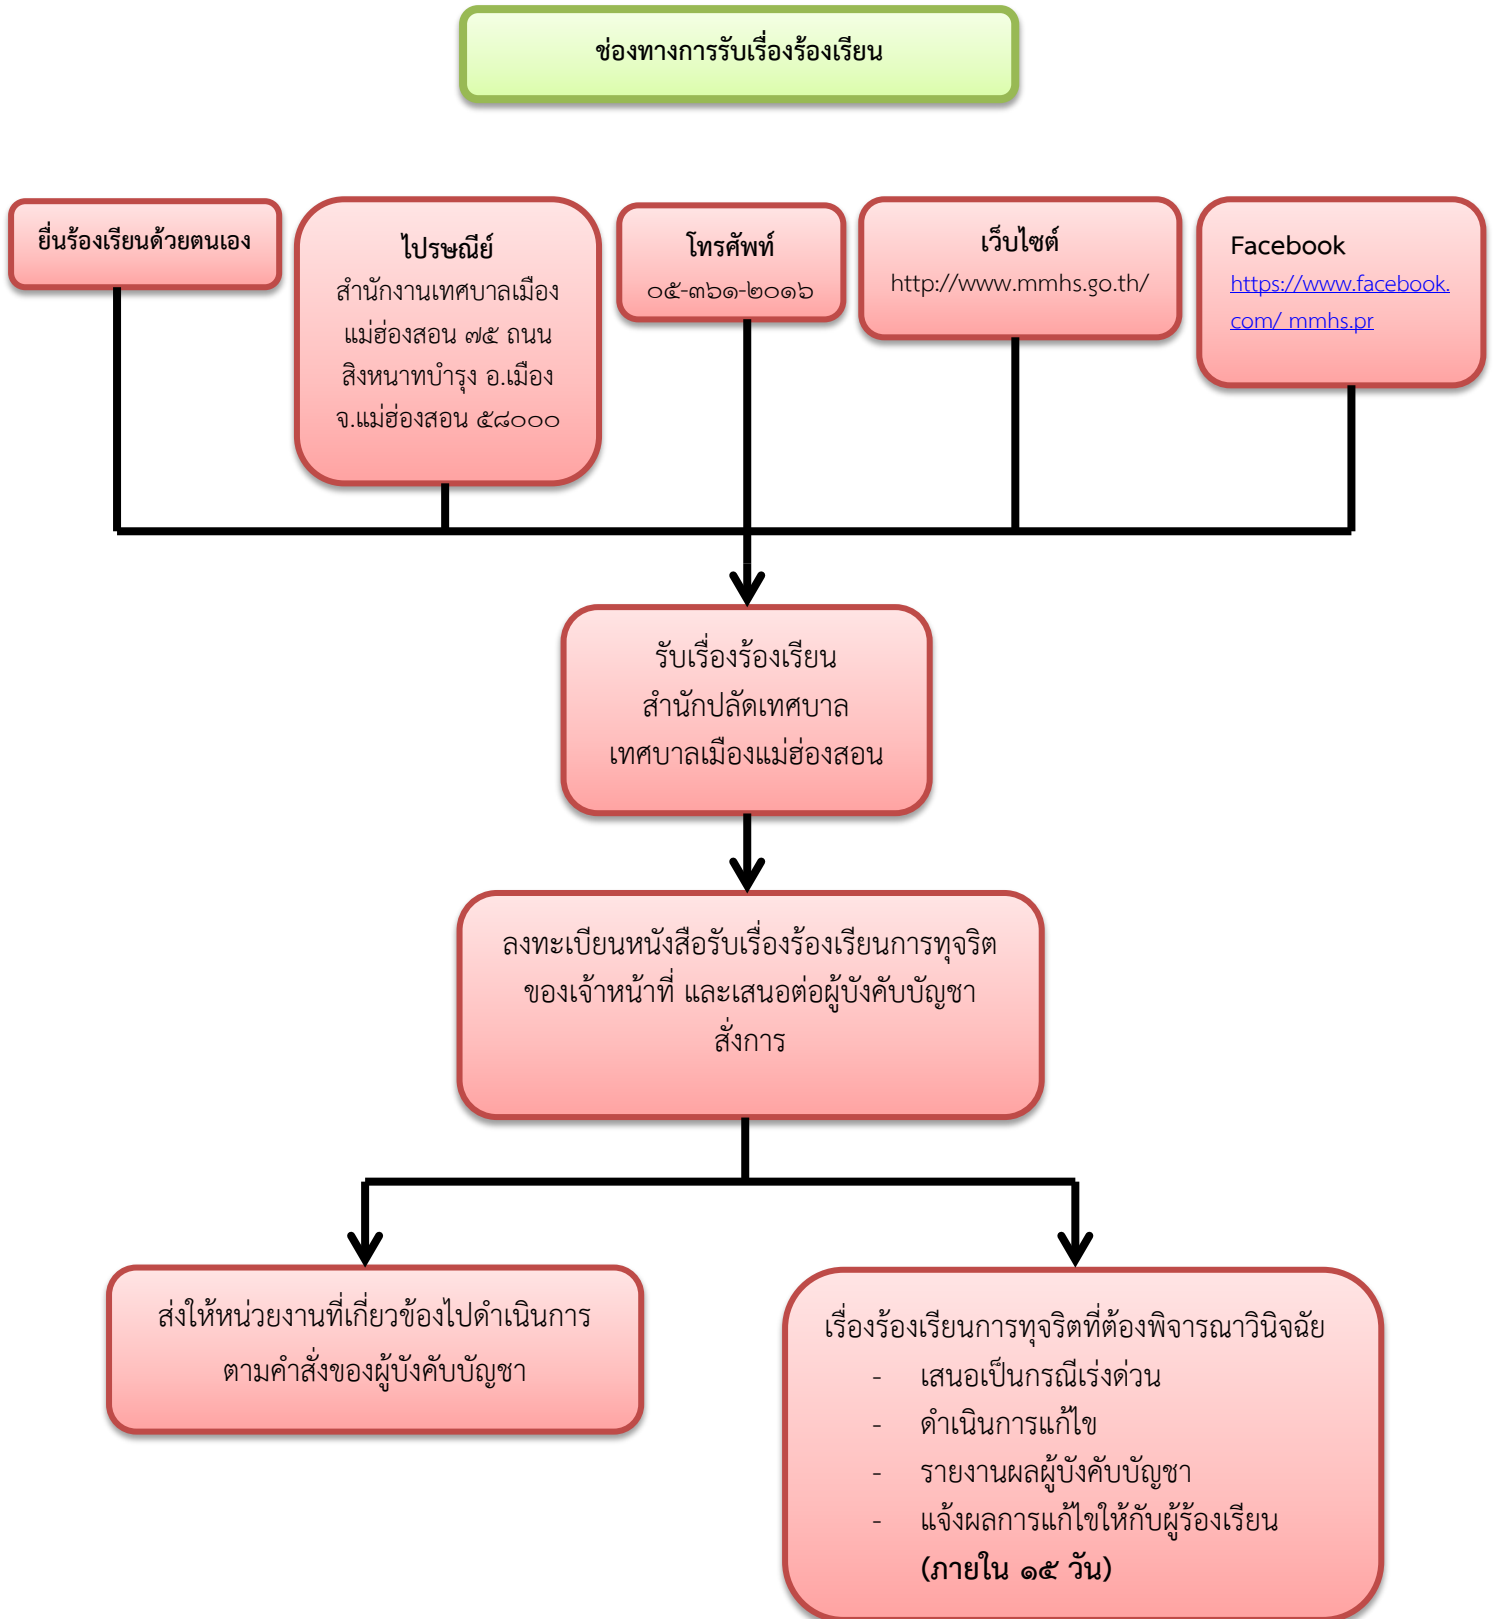 ช่องทางการรับเรื่องร้องเรียน
ยื่นร้องเรียนด้วยตนเอง
ไปรษณีย์
สำนักงานเทศบาลเมือง
แม่ฮ่องสอน ๗๕ ถนน
สิงหนาทบำรุง อ.เมือง
จ.แม่ฮ่องสอน ๕๘๐๐๐
โทรศัพท์
๐๕-๓๖๑-๒๐๑๖
เว็บไซต์
http://www.mmhs.go.th/
Facebook
https://www.facebook.
com/ mmhs.pr
รับเรื่องร้องเรียน
สำนักปลัดเทศบาล
เทศบาลเมืองแม่ฮ่องสอน
ลงทะเบียนหนังสือรับเรื่องร้องเรียนการทุจริต
ของเจ้าหน้าที่ และเสนอต่อผู้บังคับบัญชา
สั่งการ
ส่งให้หน่วยงานที่เกี่ยวข้องไปดำเนินการ
ตามคำสั่งของผู้บังคับบัญชา
เรื่องร้องเรียนการทุจริตที่ต้องพิจารณาวินิจฉัย
- เสนอเป็นกรณีเร่งด่วน
- ดำเนินการแก้ไข
- รายงานผลผู้บังคับบัญชา
- แจ้งผลการแก้ไขให้กับผู้ร้องเรียน
(ภายใน ๑๕ วัน)